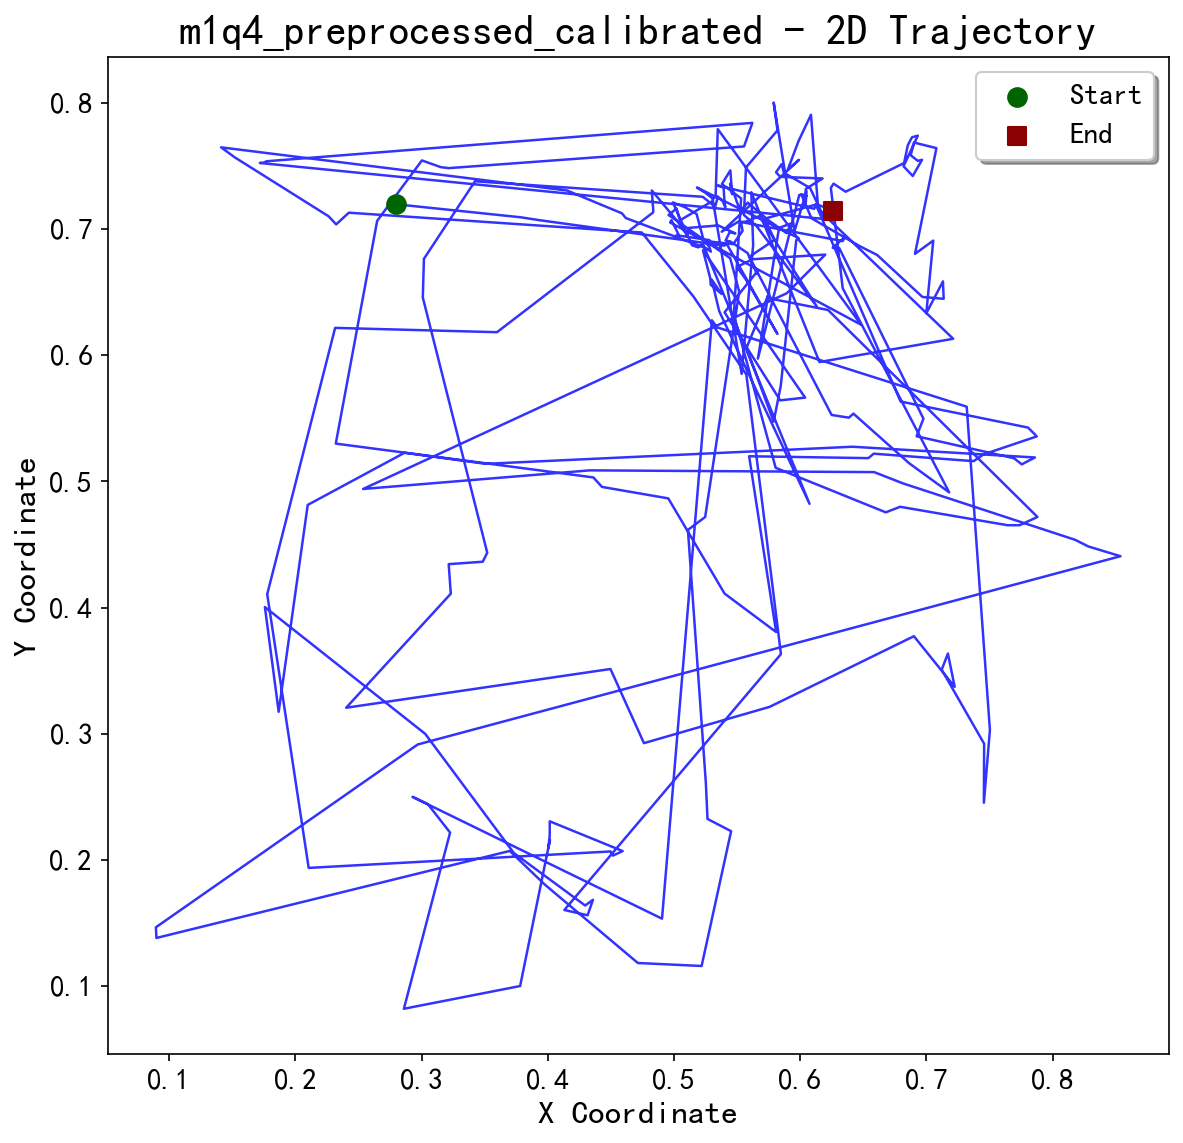 m1q4_preprocessed_calibrated - 2D Trajectory
Start
End
Y Coordinate
0.8
0.7
0.6
0.5
0.4
0.3
0.2
0.1
0.1 0.2 0.3 0.4 0.5 0.6 0.7 0.8
X Coordinate